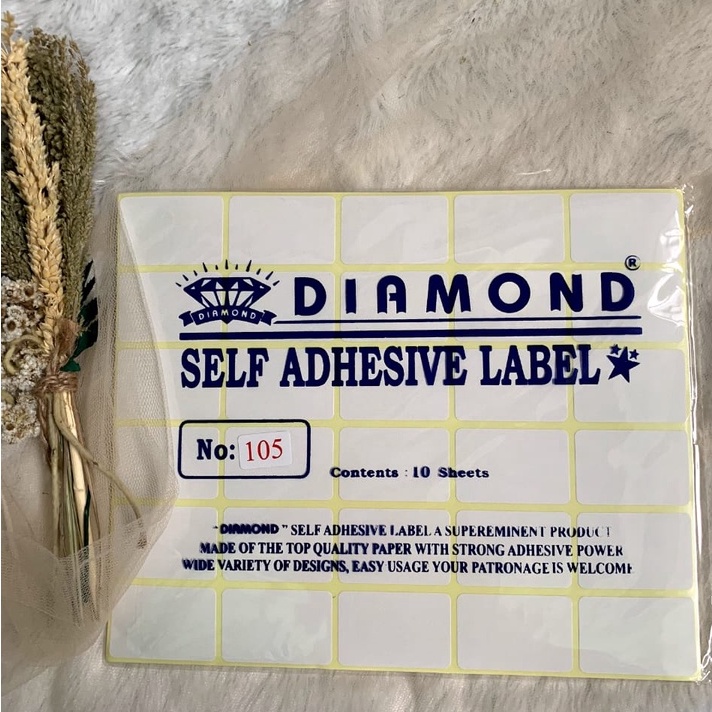 DIAMOND
DIAMOND®
SELF ADHESIVE LABEL
No: 105
Contents : 10 Sheets
"DIAMOND" SELF ADHESIVE LABEL A SUPEREMINENT PRODUCT
MADE OF THE TOP QUALITY PAPER WITH STRONG ADHESIVE POWER
WIDE VARIETY OF DESIGNS, EASY USAGE YOUR PATRONAGE IS WELCOME